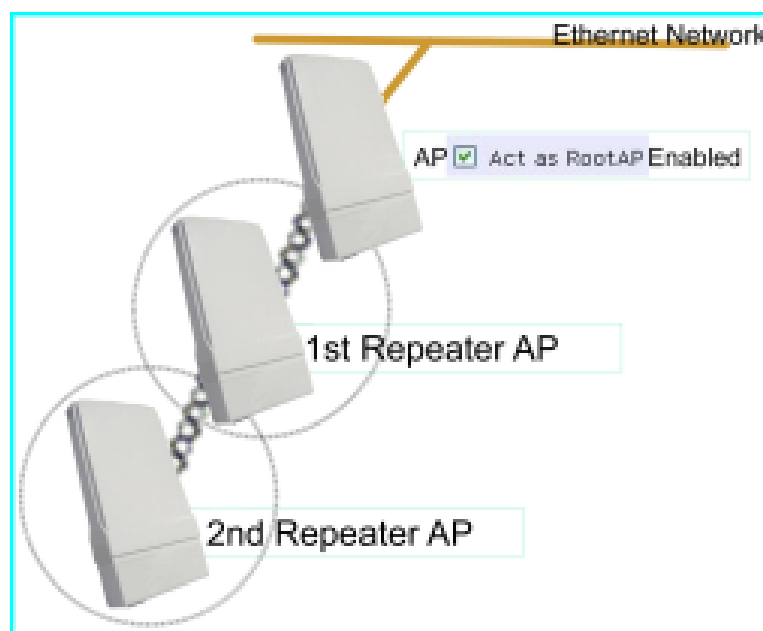 Ethernet Network
AP Act as RootAP Enabled
1st Repeater AP
2nd Repeater AP